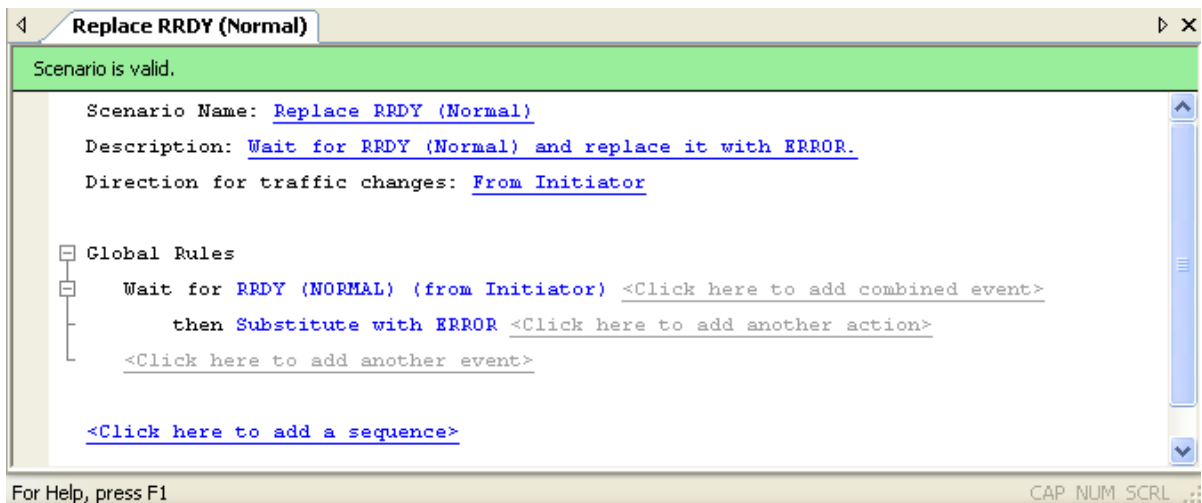 Replace RRDY (Normal)
Scenario is valid.
Scenario Name: Replace RRDY (Normal)
Description: Wait for RRDY (Normal) and replace it with ERROR.
Direction for traffic changes: From Initiator
Global Rules
Wait for RRDY (NORMAL) (from Initiator) <Click here to add combined event>
then Substitute with ERROR <Click here to add another action>
<Click here to add another event>
<Click here to add a sequence>
For Help, press F1 CAP NUM SCRL